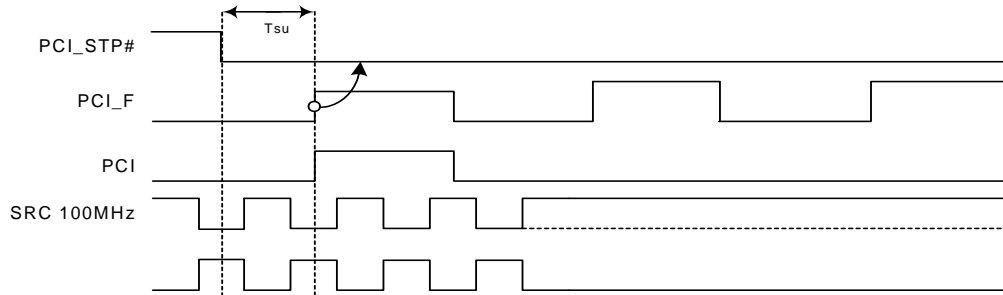 Tsu
PCI_STP#
PCI_F
PCI
SRC 100MHz